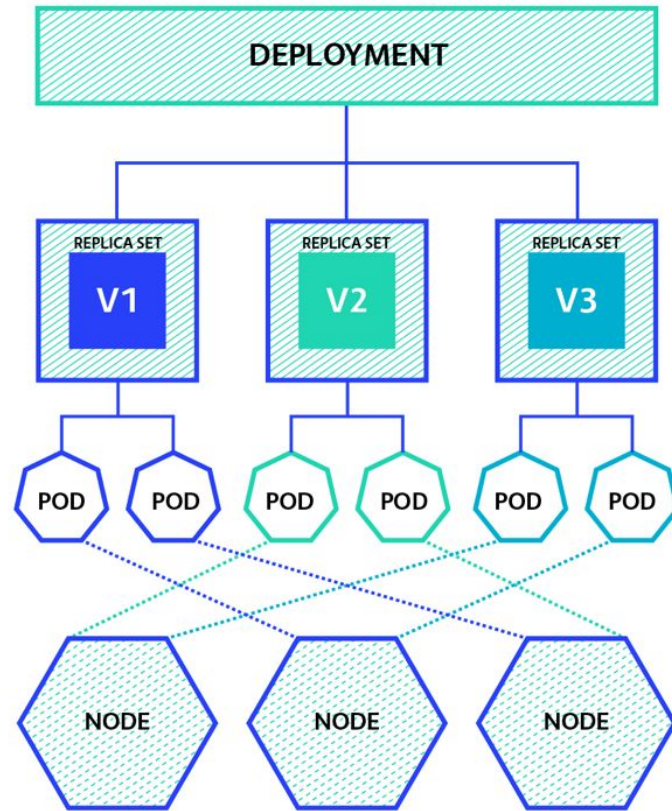 DEPLOYMENT
REPLICA SET
V1
REPLICA SET
V2
REPLICA SET
V3
POD
POD
POD
POD
POD
POD
NODE
NODE
NODE